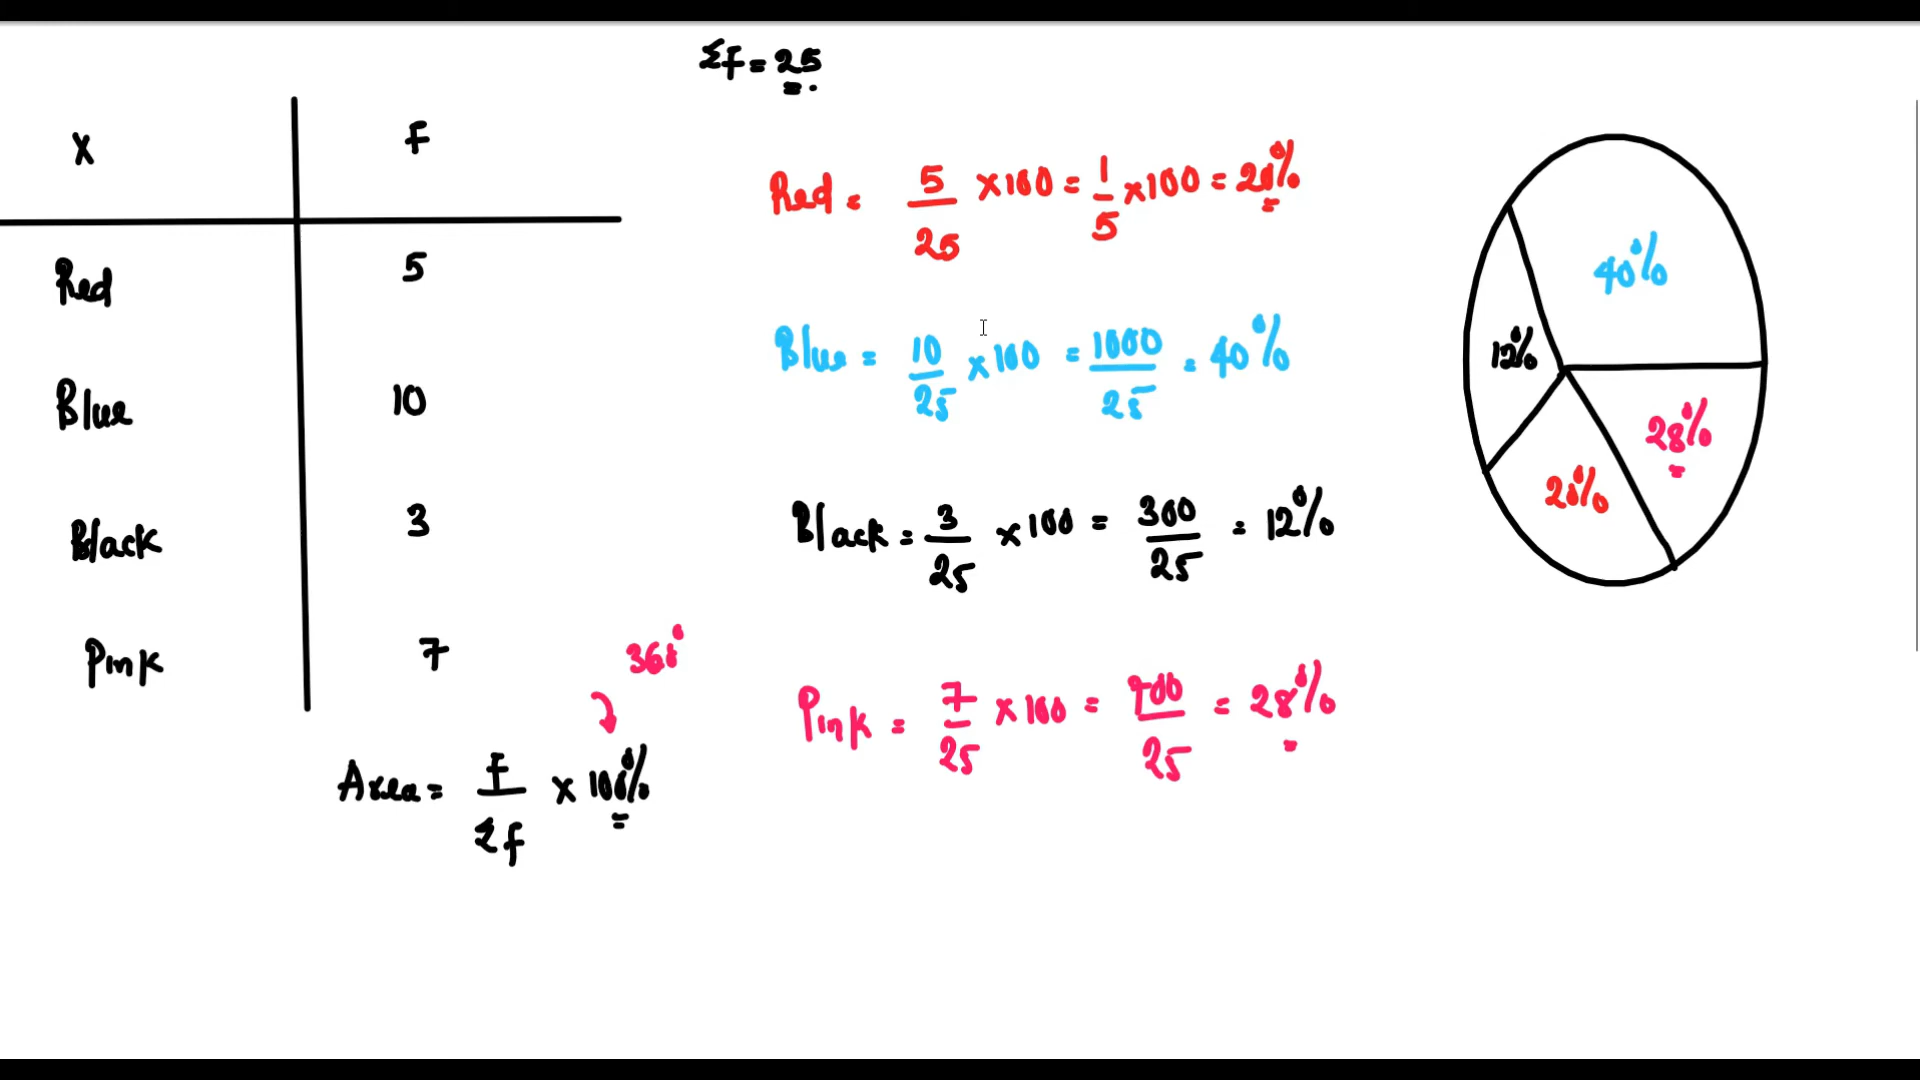 Σf = 25
X F
Red 5
Blue 10
Black 3
Pink 7
360°
Area = F/Σf × 100%
Red = 5/25 ×100 = 1/5 ×100 = 20%
Blue = 10/25 ×100 = 1000/25 = 40%
Black = 3/25 ×100 = 300/25 = 12%
Pink = 7/25 ×100 = 700/25 = 28%
40%
12%
28%
20%